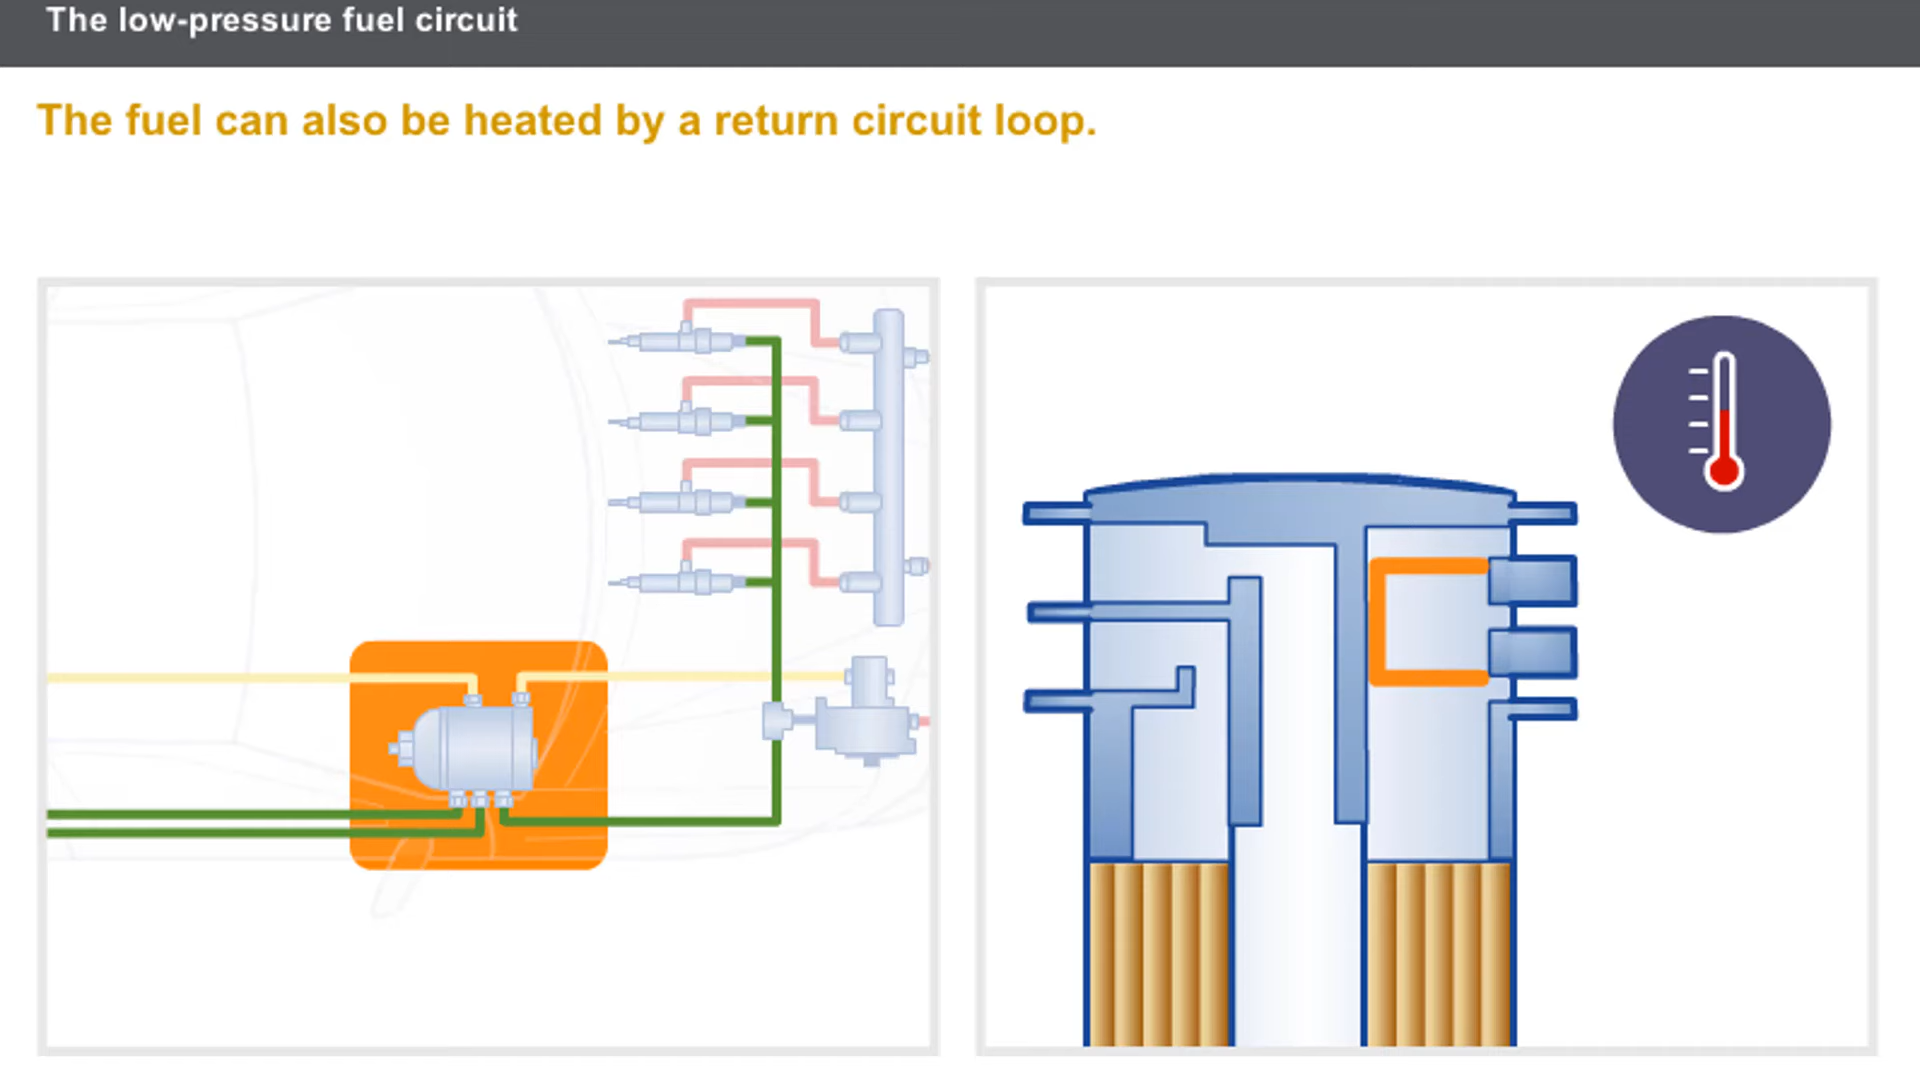 The low-pressure fuel circuit
The fuel can also be heated by a return circuit loop.